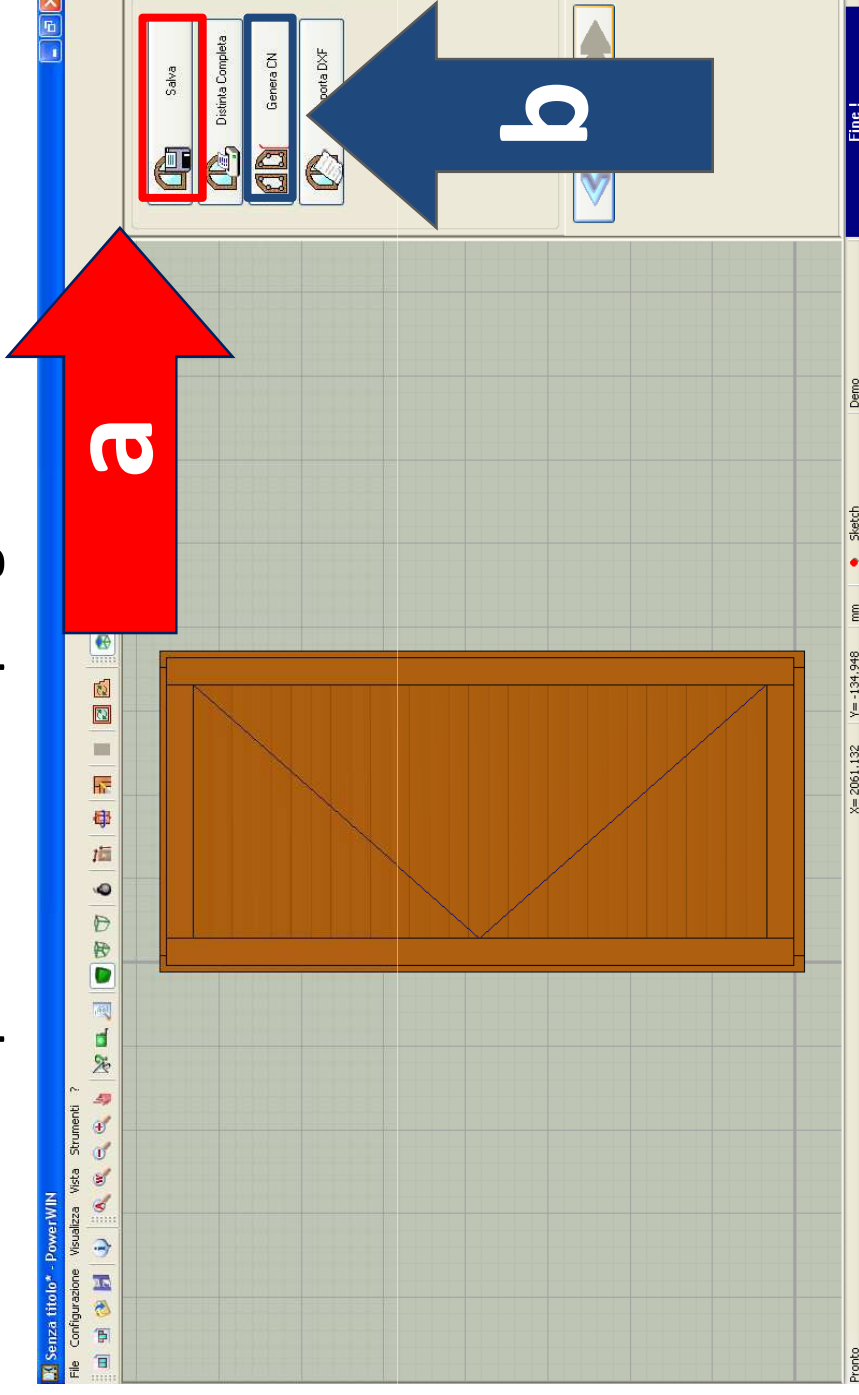 Senza titolo* - PowerWIN
File Configurazione Visualizza Vista Strumenti ?
a
Salva
Distinta Completa
Genera CN
porta DXF
b
Pronto
X= 2061.132 Y= -134.948 mm Sketch Demo Fine !